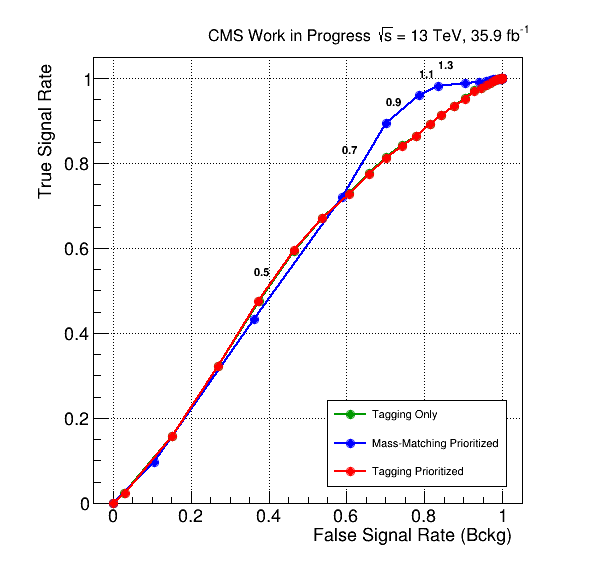 CMS Work in Progress √s = 13 TeV, 35.9 fb⁻¹
True Signal Rate
1
0.8
0.6
0.4
0.2
0
1.3
1.1
0.9
0.7
0.5
Tagging Only
Mass-Matching Prioritized
Tagging Prioritized
0 0.2 0.4 0.6 0.8 1
False Signal Rate (Bckg)